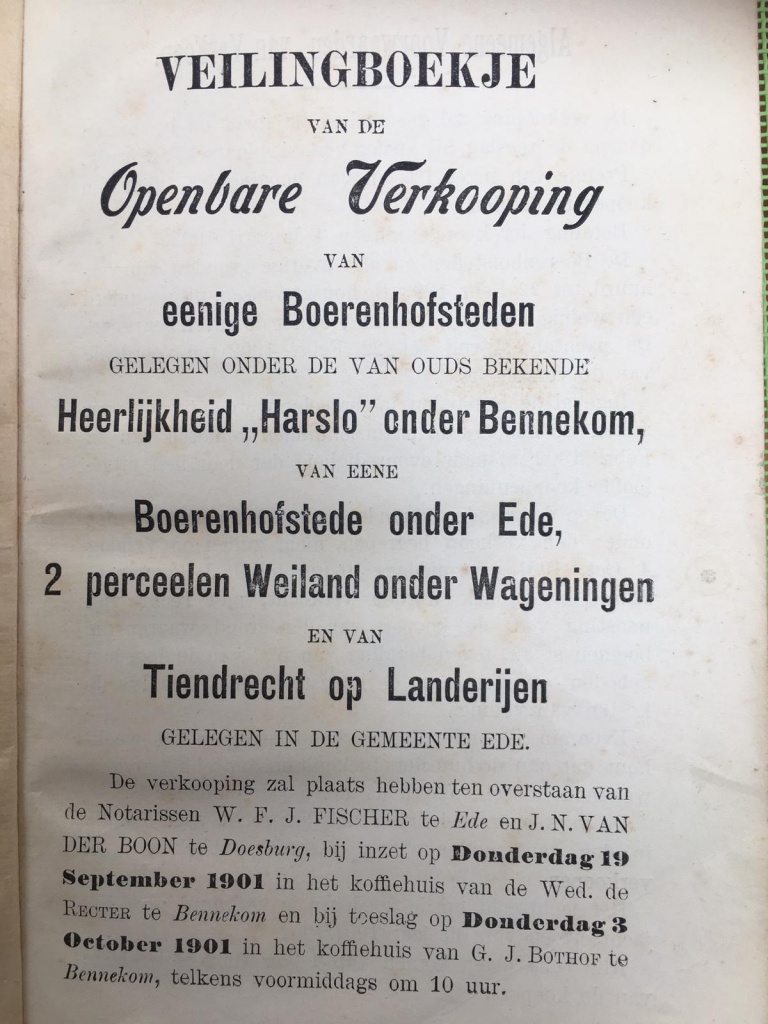 VEILINGBOEKJE
VAN DE
Openbare Verkooping
VAN
eenige Boerenhofsteden
GELEGEN ONDER DE VAN OUDS BEKENDE
Heerlijkheid „Harslo” onder Bennekom,
VAN EENE
Boerenhofstede onder Ede,
2 perceelen Weiland onder Wageningen
EN VAN
Tiendrecht op Landerijen
GELEGEN IN DE GEMEENTE EDE.
De verkooping zal plaats hebben ten overstaan van
de Notarissen W. F. J. FISCHER te Ede en J. N. VAN
DER BOON te Doesburg, bij inzet op Donderdag 19
September 1901 in het koffiehuis van de Wed. de
RECTER te Bennekom en bij toeslag op Donderdag 3
October 1901 in het koffiehuis van G. J. BOTHOF te
Bennekom, telkens voormiddags om 10 uur.